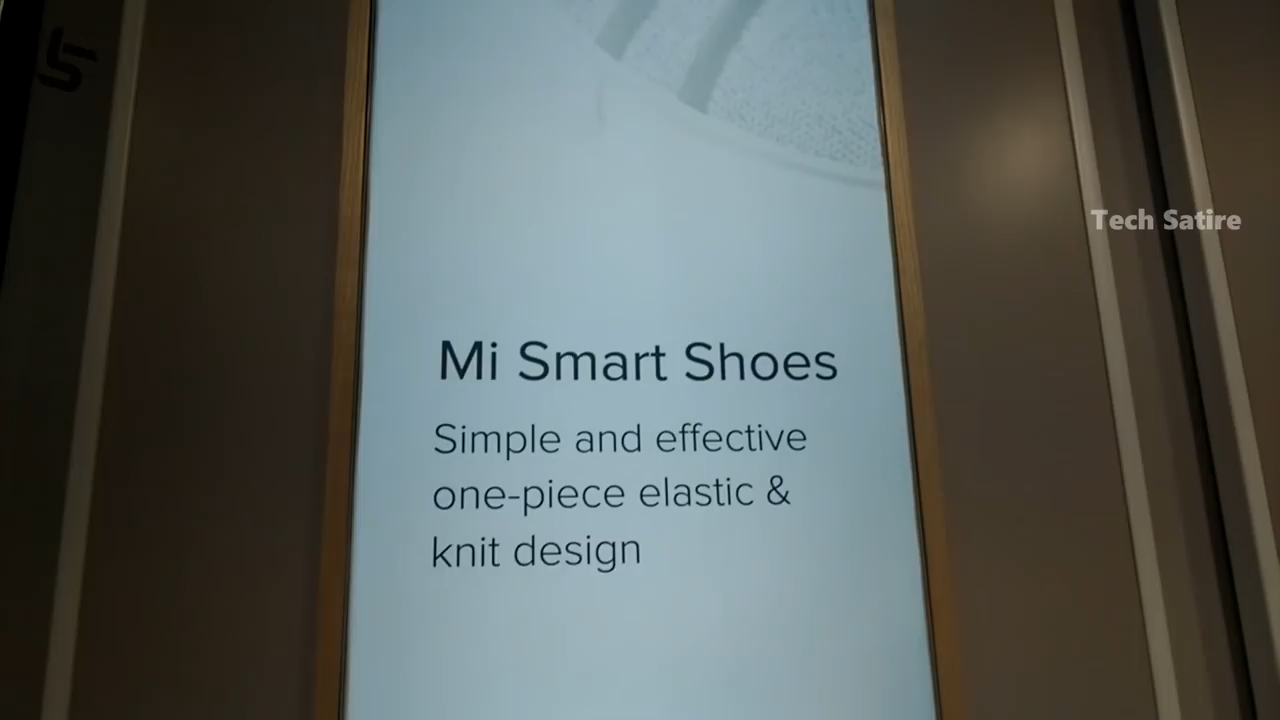 Tech Satire
Mi Smart Shoes
Simple and effective
one-piece elastic &
knit design